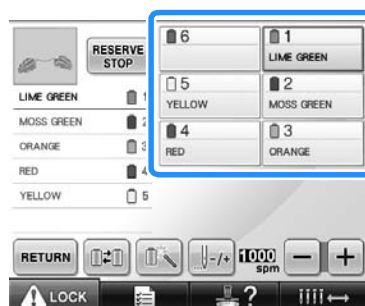 RESERVE
STOP
6
1
LIME GREEN
5
YELLOW
2
MOSS GREEN
4
RED
3
ORANGE
LIME GREEN 1
MOSS GREEN 2
ORANGE 3
RED 4
YELLOW 5
RETURN
-/+
1000
spm
-
+
LOCK
?